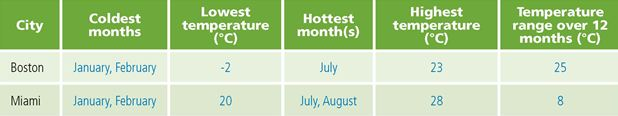 City | Coldest months | Lowest temperature (°C) | Hottest month(s) | Highest temperature (°C) | Temperature range over 12 months (°C)
Boston | January, February | -2 | July | 23 | 25
Miami | January, February | 20 | July, August | 28 | 8